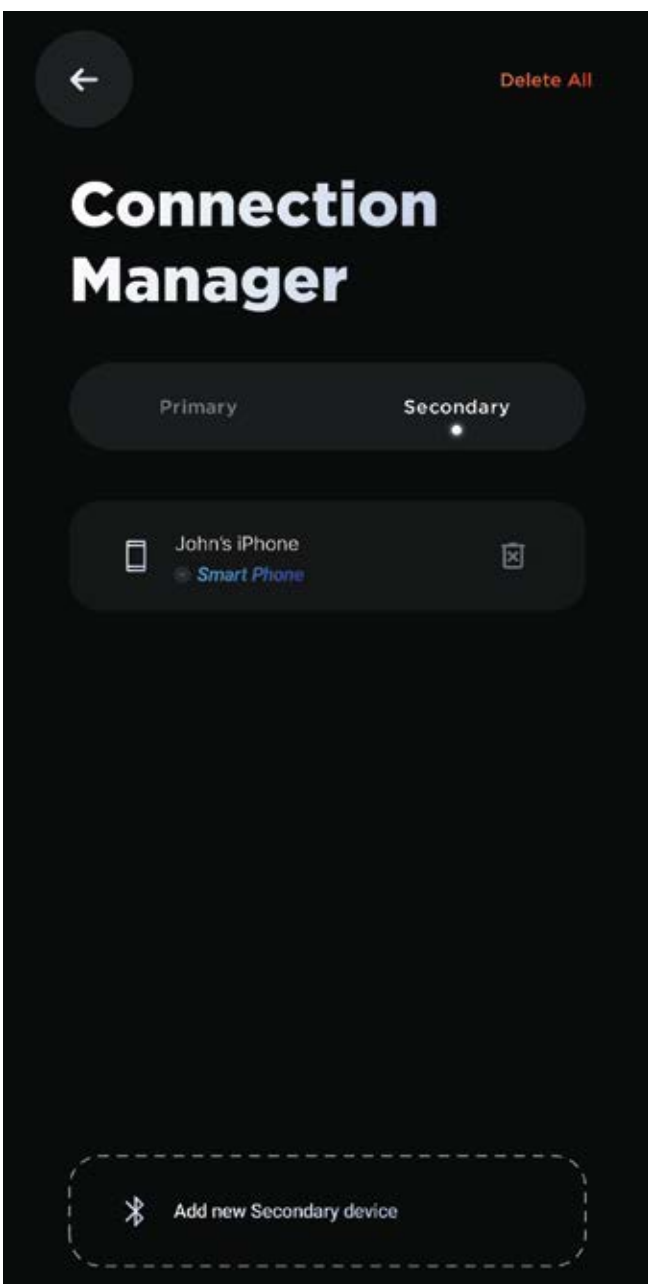 Delete All
Connection
Manager
Primary Secondary
John's iPhone
Smart Phone
Add new Secondary device